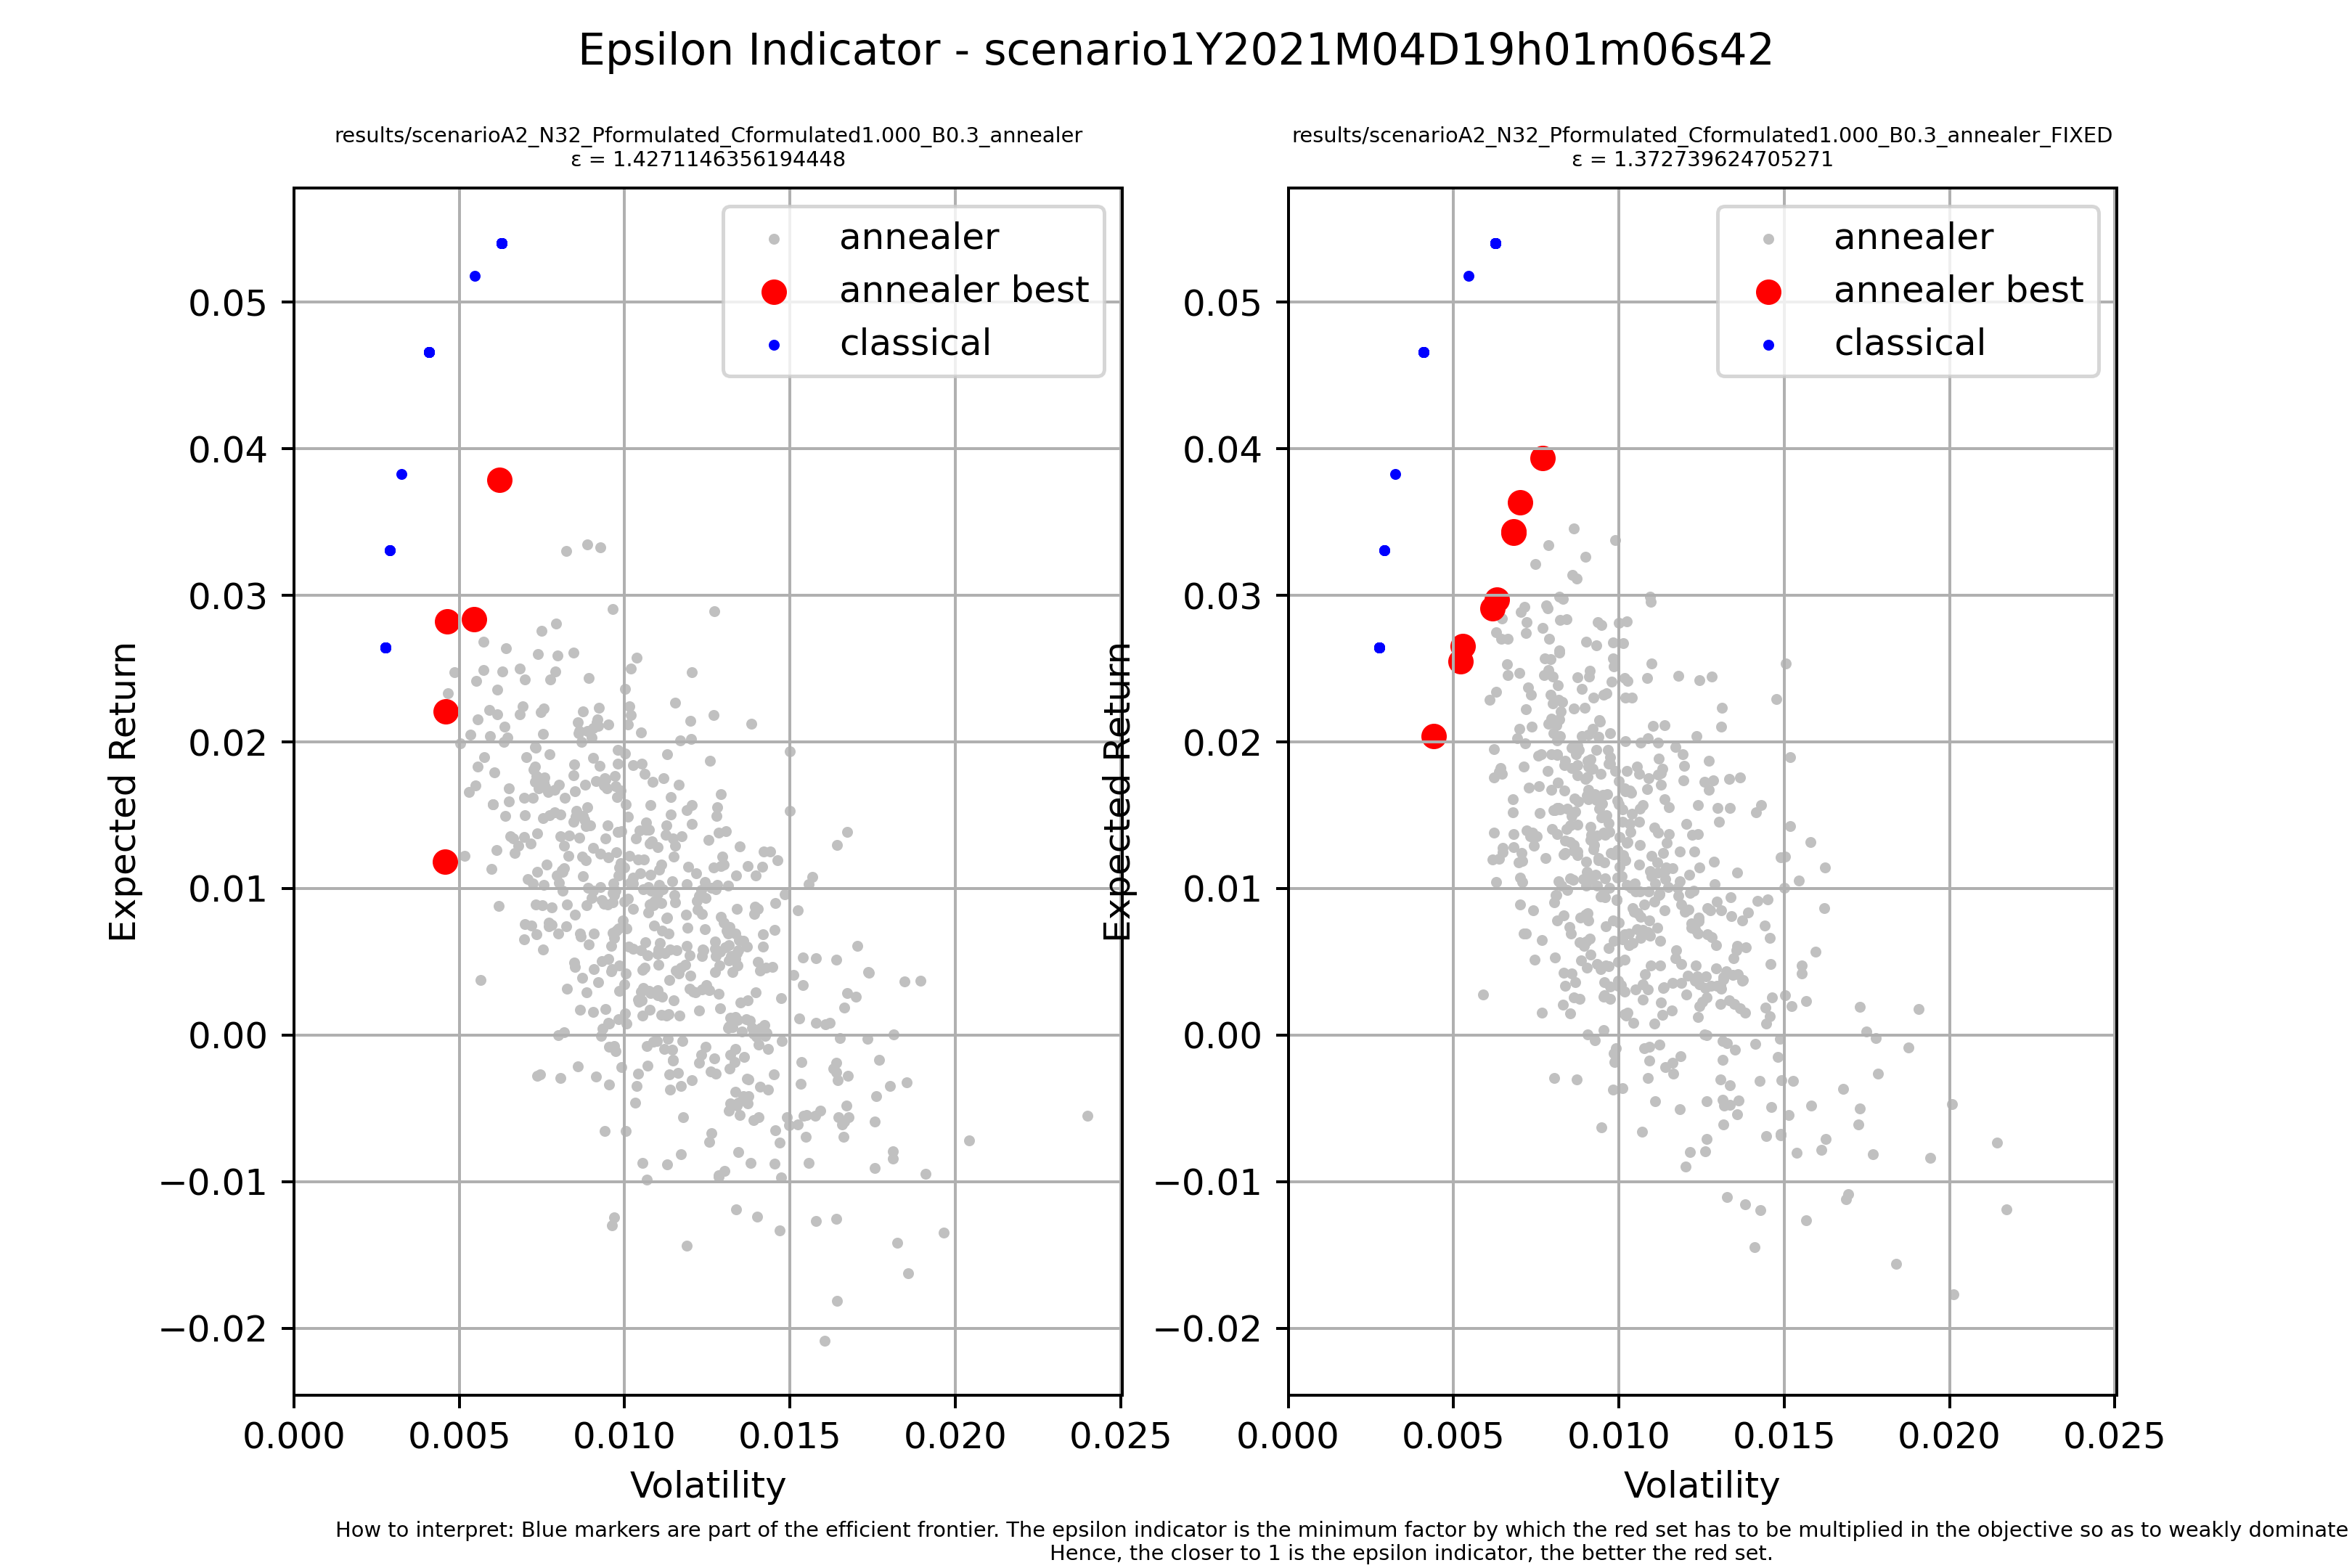 Epsilon Indicator - scenario1Y2021M04D19h01m06s42
results/scenarioA2_N32_Pformulated_Cformulated1.000_B0.3_annealer
ε = 1.4271146356194448
annealer
annealer best
classical
0.05
0.04
0.03
0.02
0.01
0.00
−0.01
−0.02
Expected Return
0.000 0.005 0.010 0.015 0.020 0.025
Volatility
results/scenarioA2_N32_Pformulated_Cformulated1.000_B0.3_annealer_FIXED
ε = 1.372739624705271
annealer
annealer best
classical
0.05
0.04
0.03
0.02
0.01
0.00
−0.01
−0.02
Expected Return
0.000 0.005 0.010 0.015 0.020 0.025
Volatility
How to interpret: Blue markers are part of the efficient frontier. The epsilon indicator is the minimum factor by which the red set has to be multiplied in the objective so as to weakly dominate
Hence, the closer to 1 is the epsilon indicator, the better the red set.